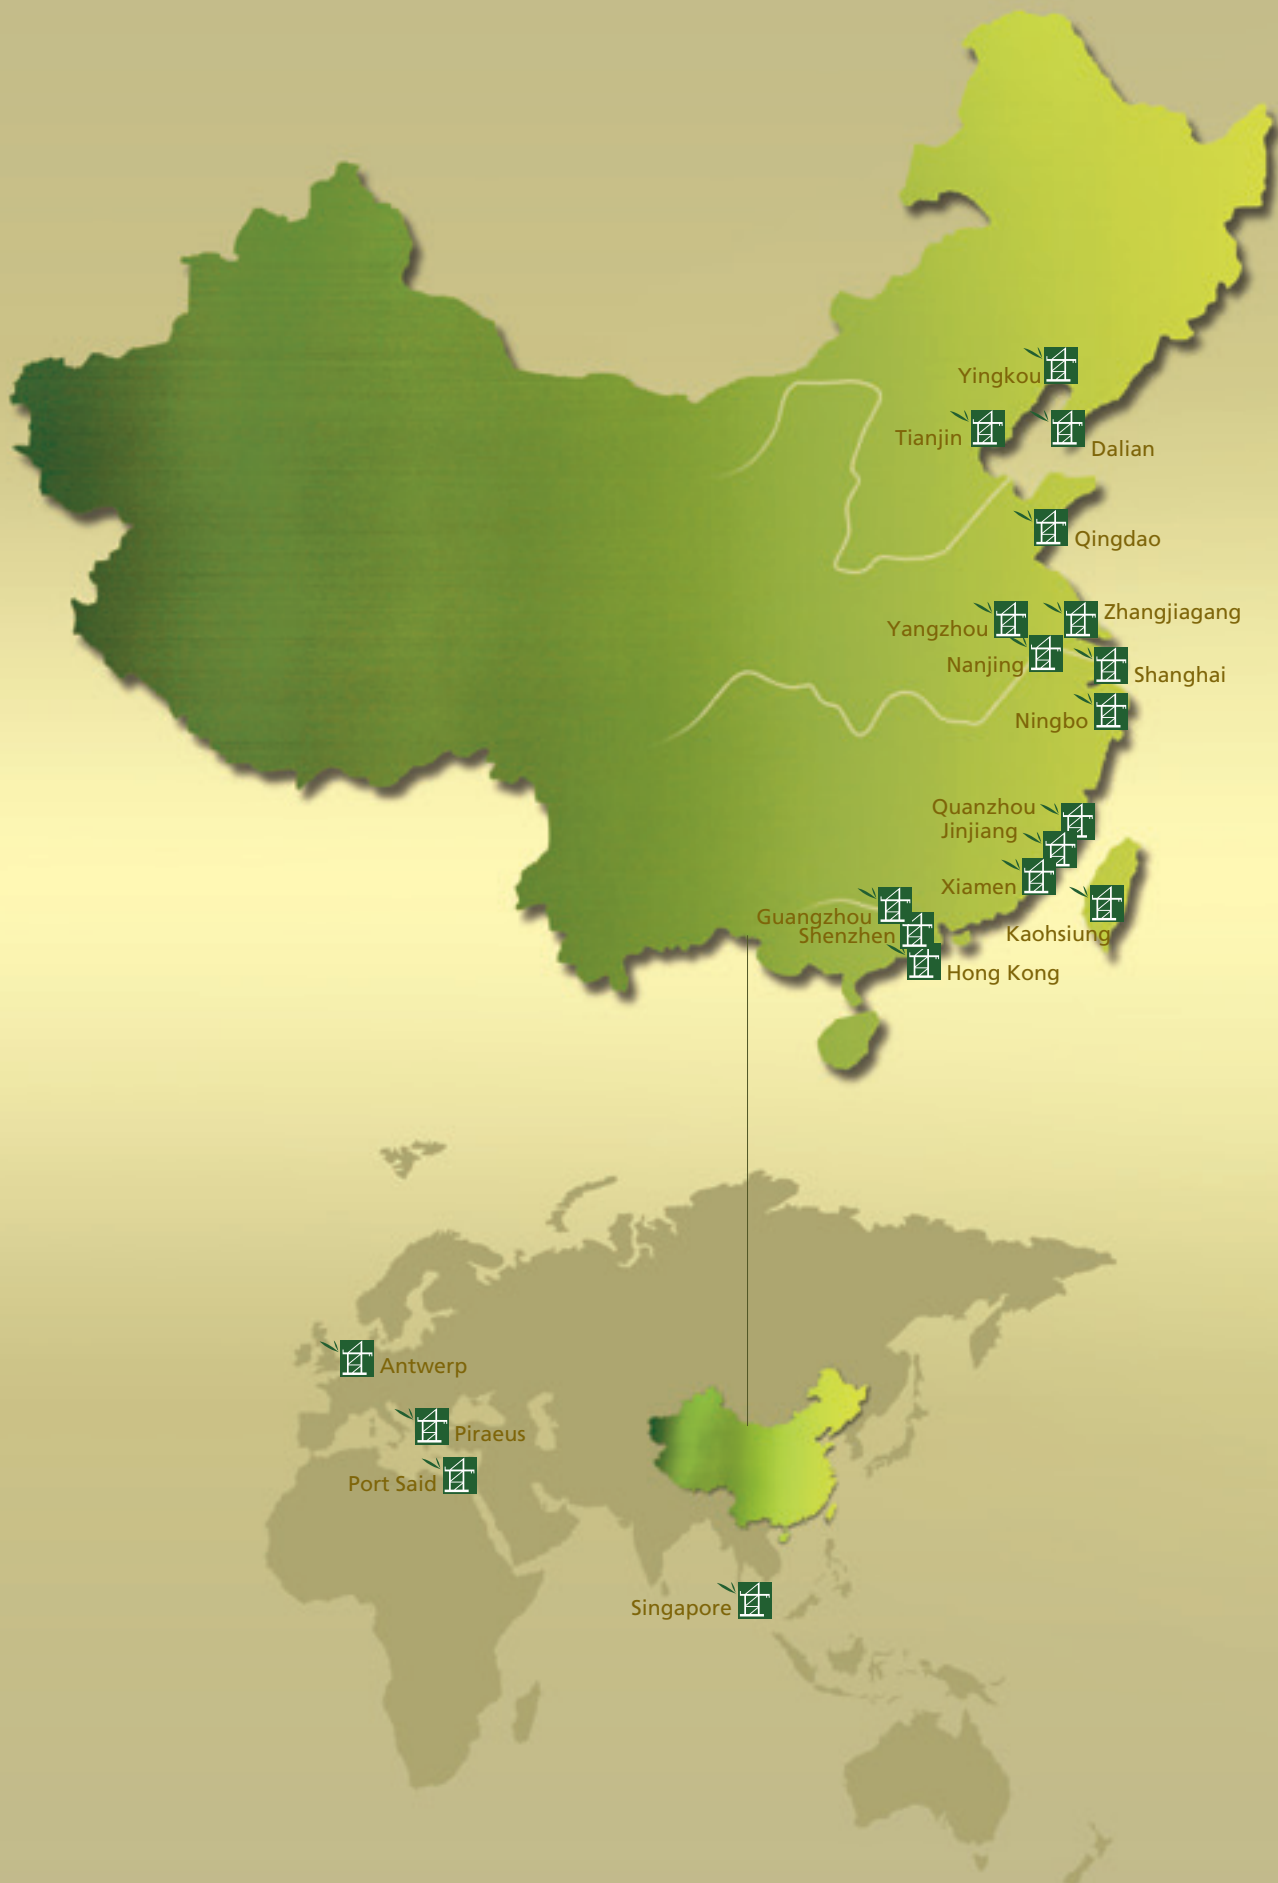 Yingkou
Tianjin
Dalian
Qingdao
Zhangjiagang
Yangzhou
Nanjing
Shanghai
Ningbo
Quanzhou
Jinjiang
Xiamen
Guangzhou
Shenzhen
Kaohsiung
Hong Kong
Antwerp
Piraeus
Port Said
Singapore